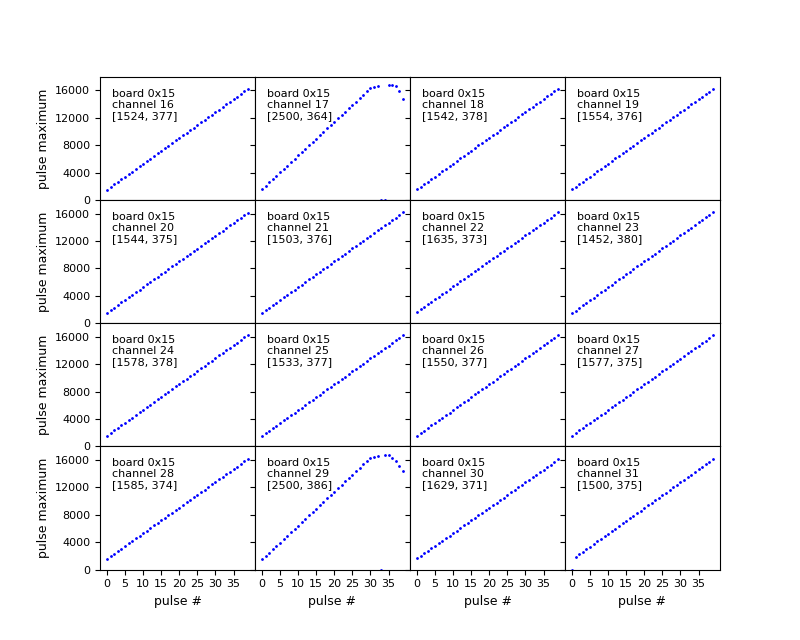 pulse maximum
16000
12000
8000
4000
0
board 0x15
channel 16
[1524, 377]
board 0x15
channel 17
[2500, 364]
board 0x15
channel 18
[1542, 378]
board 0x15
channel 19
[1554, 376]
pulse maximum
16000
12000
8000
4000
0
board 0x15
channel 20
[1544, 375]
board 0x15
channel 21
[1503, 376]
board 0x15
channel 22
[1635, 373]
board 0x15
channel 23
[1452, 380]
pulse maximum
16000
12000
8000
4000
0
board 0x15
channel 24
[1578, 378]
board 0x15
channel 25
[1533, 377]
board 0x15
channel 26
[1550, 377]
board 0x15
channel 27
[1577, 375]
pulse maximum
16000
12000
8000
4000
0
board 0x15
channel 28
[1585, 374]
board 0x15
channel 29
[2500, 386]
board 0x15
channel 30
[1629, 371]
board 0x15
channel 31
[1500, 375]
0 5 10 15 20 25 30 35
pulse #
0 5 10 15 20 25 30 35
pulse #
0 5 10 15 20 25 30 35
pulse #
0 5 10 15 20 25 30 35
pulse #